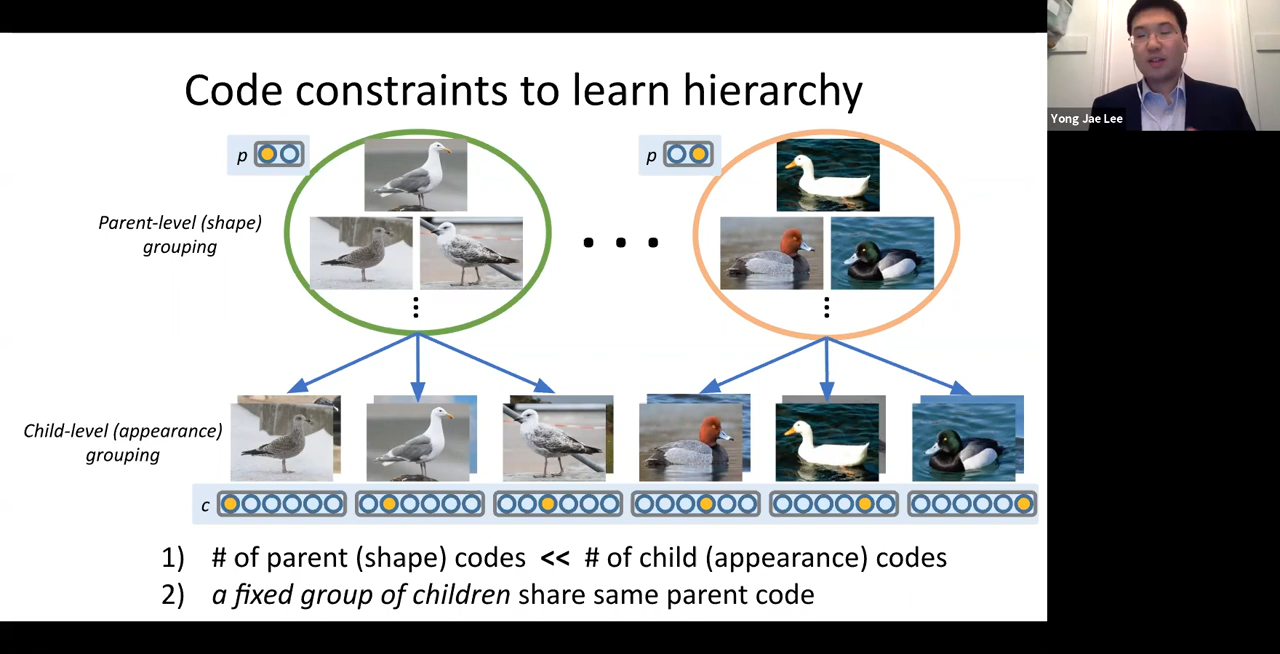 Code constraints to learn hierarchy
Yong Jae Lee
p
p
Parent-level (shape)
grouping
Child-level (appearance)
grouping
c
1) # of parent (shape) codes << # of child (appearance) codes
2) a fixed group of children share same parent code